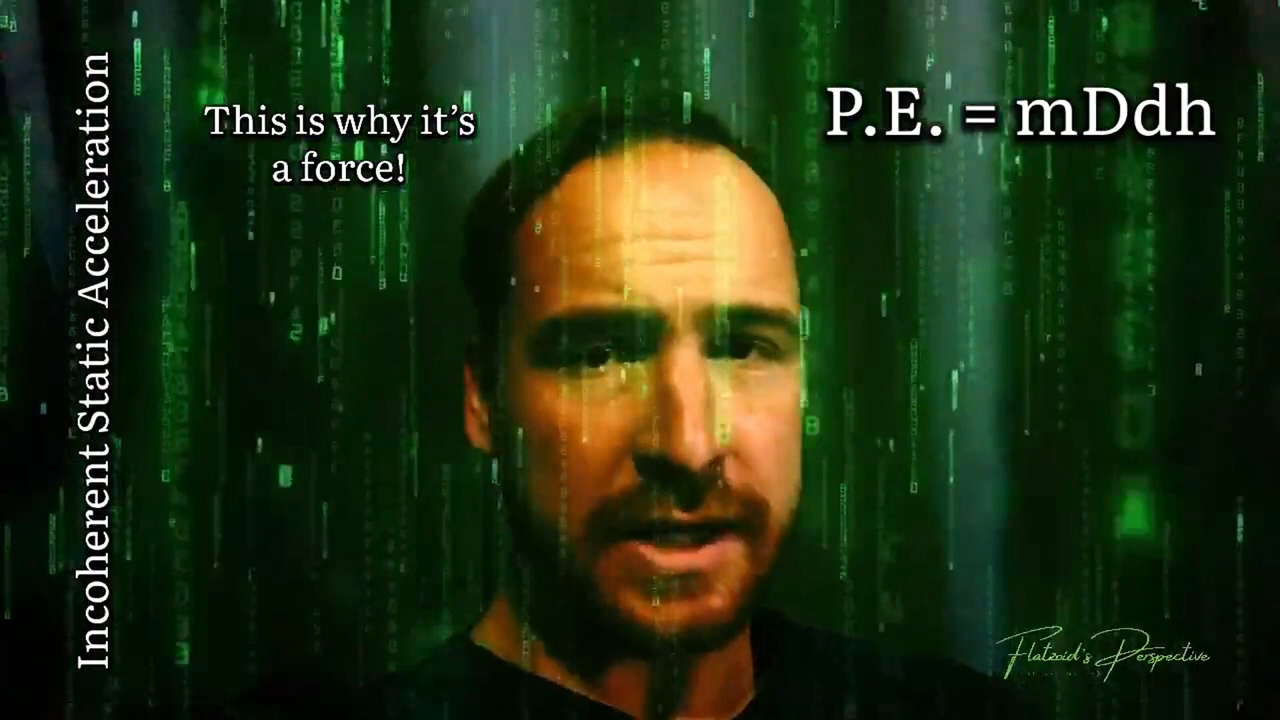 Incoherent Static Acceleration
This is why it's
a force!
P.E. = mDdh
Flatzoid's Perspective